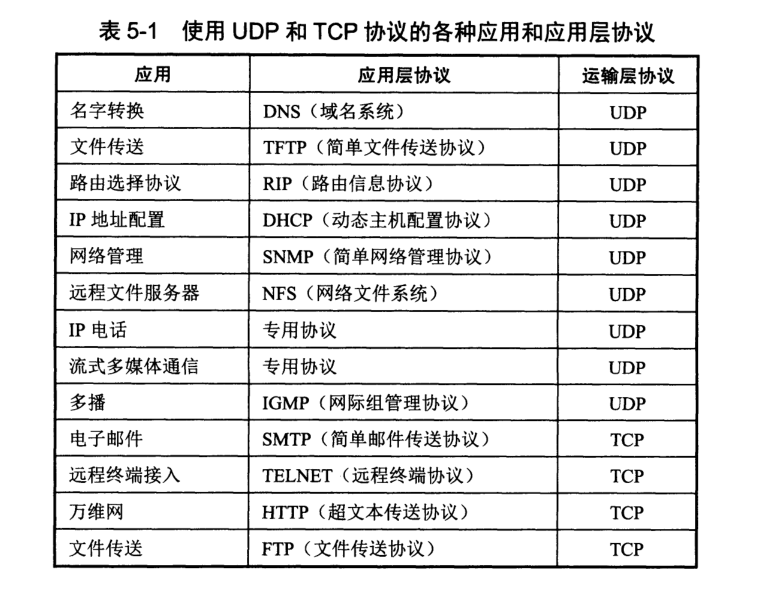 表 5-1 使用 UDP 和 TCP 协议的各种应用和应用层协议
应用 应用层协议 运输层协议
名字转换 DNS（域名系统） UDP
文件传送 TFTP（简单文件传送协议） UDP
路由选择协议 RIP（路由信息协议） UDP
IP 地址配置 DHCP（动态主机配置协议） UDP
网络管理 SNMP（简单网络管理协议） UDP
远程文件服务器 NFS（网络文件系统） UDP
IP 电话 专用协议 UDP
流式多媒体通信 专用协议 UDP
多播 IGMP（网际组管理协议） UDP
电子邮件 SMTP（简单邮件传送协议） TCP
远程终端接入 TELNET（远程终端协议） TCP
万维网 HTTP（超文本传送协议） TCP
文件传送 FTP（文件传送协议） TCP